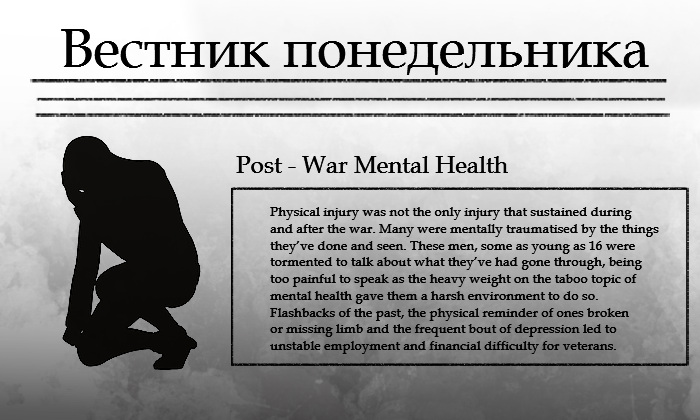 Вестник понедельника
Post - War Mental Health
Physical injury was not the only injury that sustained during
and after the war. Many were mentally traumatised by the things
they've done and seen. These men, some as young as 16 were
tormented to talk about what they've had gone through, being
too painful to speak as the heavy weight on the taboo topic of
mental health gave them a harsh environment to do so.
Flashbacks of the past, the physical reminder of ones broken
or missing limb and the frequent bout of depression led to
unstable employment and financial difficulty for veterans.